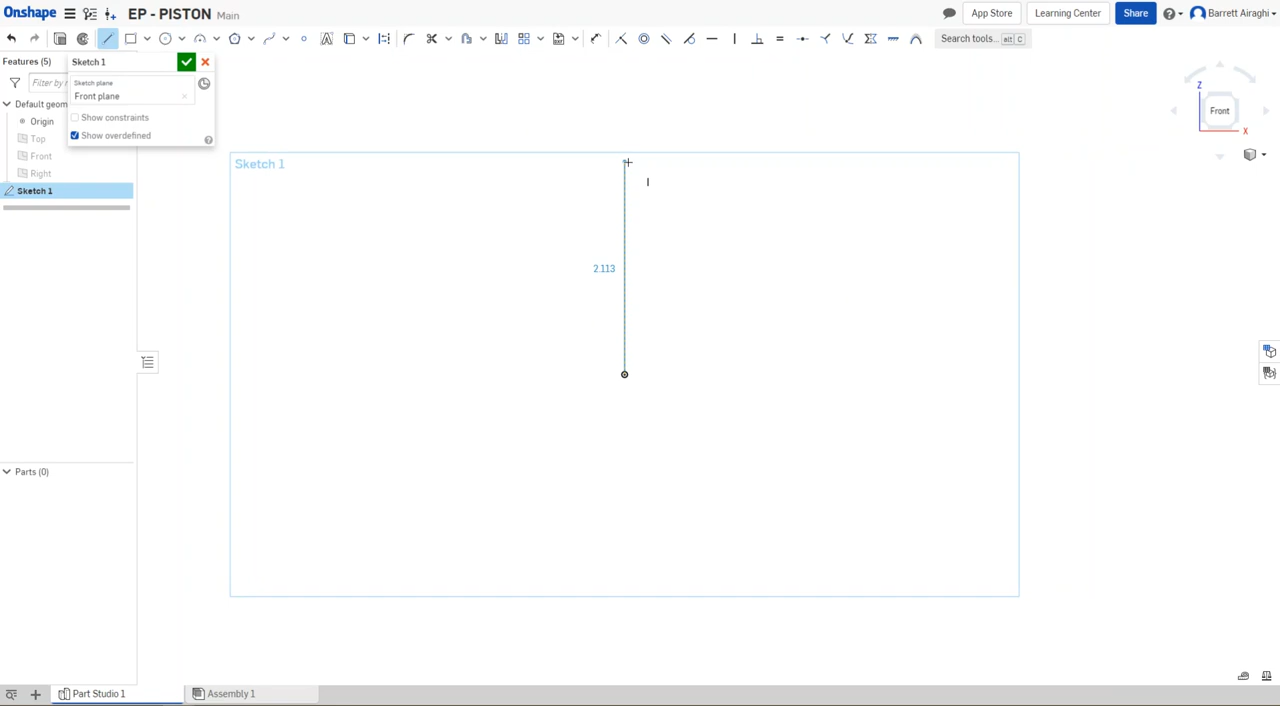 Onshape EP - PISTON Main App Store Learning Center Share Barrett Airaghi
Search tools... alt C
Features (5)
Sketch 1
Sketch plane
Front plane
Show constraints
Show overdefined
Filter by
Default geom
Origin
Top
Front
Right
Sketch 1
Sketch 1
2.113
Z
Front
X
Parts (0)
Part Studio 1 Assembly 1